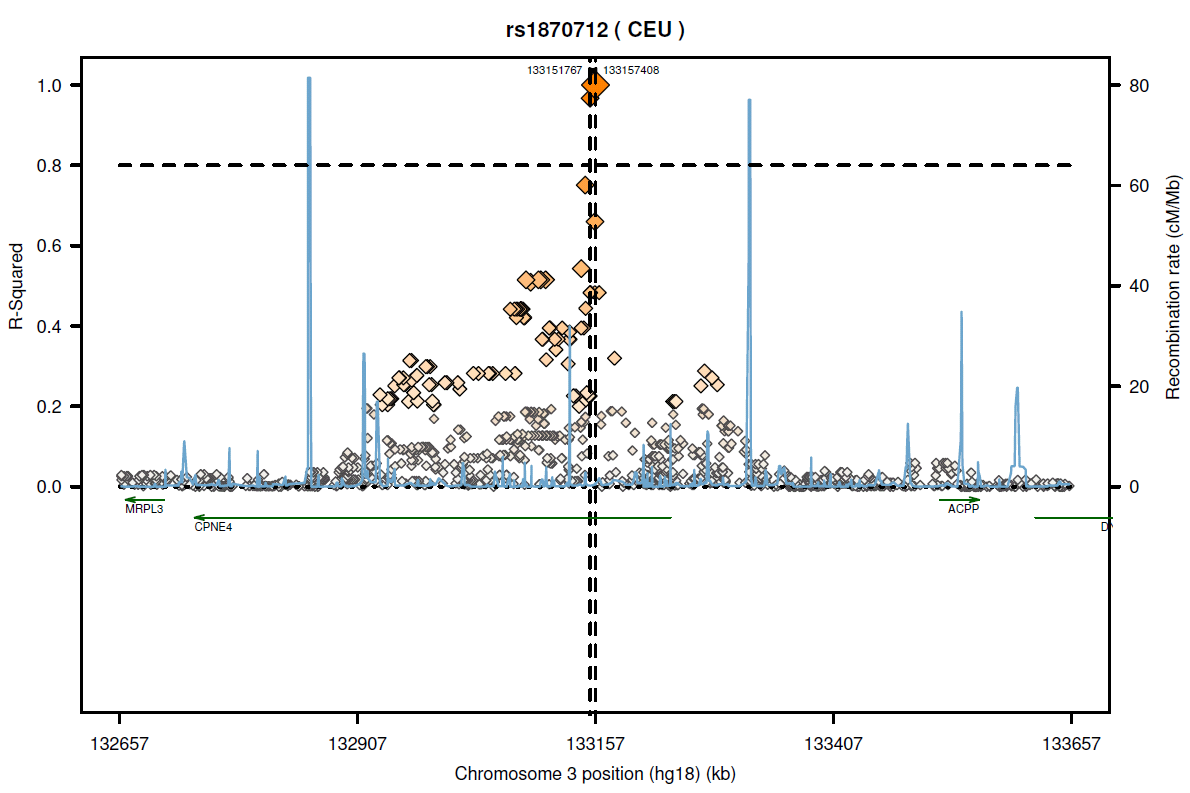 rs1870712 ( CEU )
133151767 133157408
1.0
0.8
0.6
0.4
0.2
0.0
R-Squared
80
60
40
20
0
Recombination rate (cM/Mb)
MRPL3
CPNE4
ACPP
132657 132907 133157 133407 133657
Chromosome 3 position (hg18) (kb)